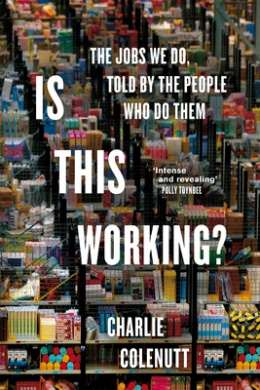 THE JOBS WE DO,
TOLD BY THE PEOPLE
WHO DO THEM
IS
THIS
WORKING?
‘Intense
and revealing’
POLLY TOYNBEE
CHARLIE
COLENUTT